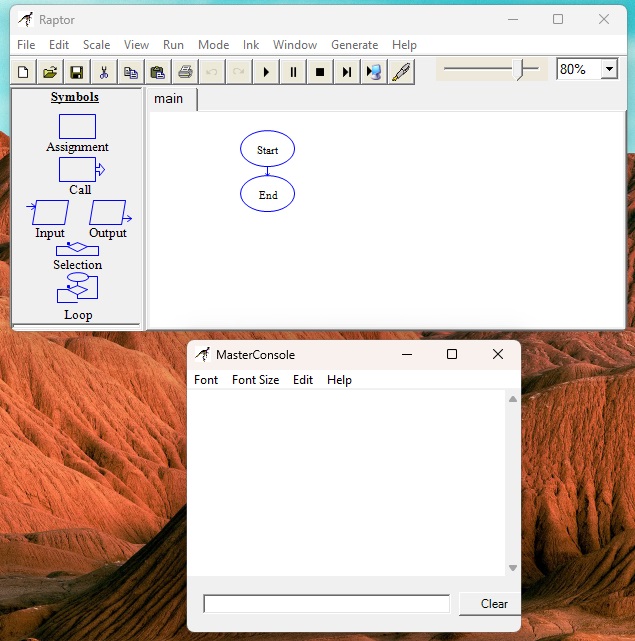 Raptor
File Edit Scale View Run Mode Ink Window Generate Help
80%
Symbols
main
Assignment
Call
Input Output
Selection
Loop
Start
End
MasterConsole
Font Font Size Edit Help
Clear